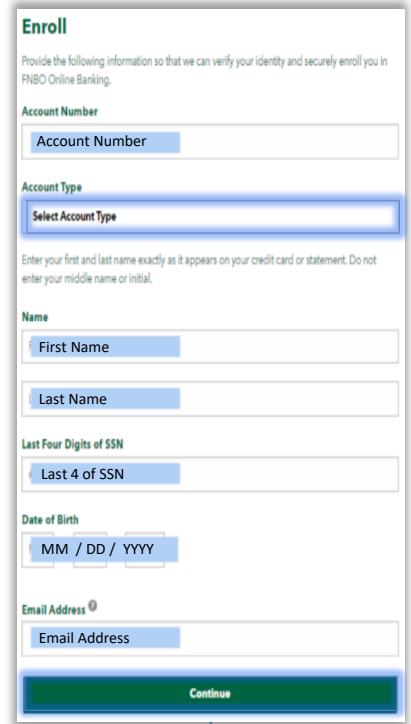 Enroll
Provide the following information so that we can verify your identity and securely enroll you in
FNBO Online Banking.
Account Number
Account Number
Account Type
Select Account Type
Enter your first and last name exactly as it appears on your credit card or statement. Do not
enter your middle name or initial.
Name
First Name
Last Name
Last Four Digits of SSN
Last 4 of SSN
Date of Birth
MM / DD / YYYY
Email Address
Email Address
Continue